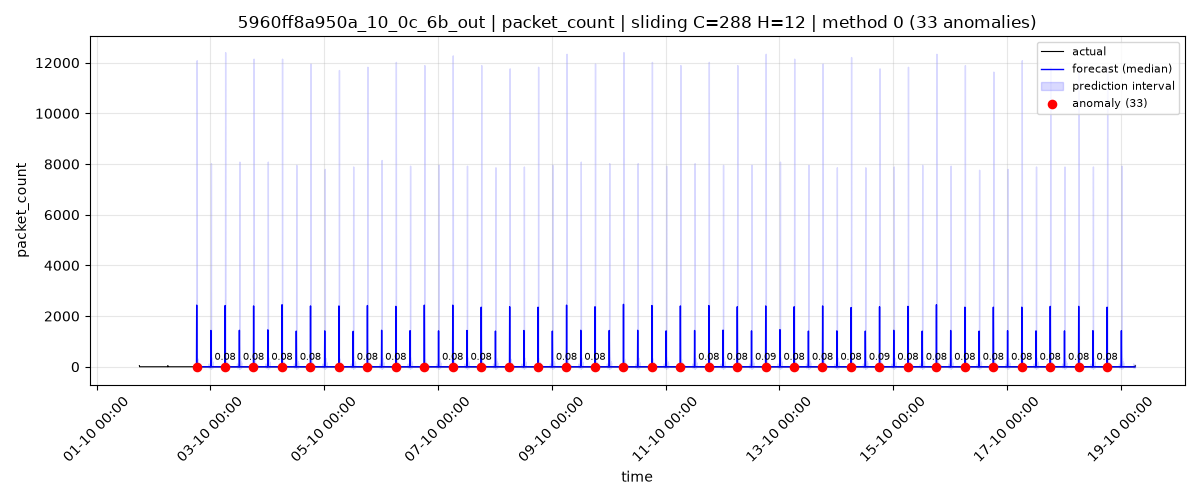 5960ff8a950a_10_0c_6b_out | packet_count | sliding C=288 H=12 | method 0 (33 anomalies)
actual
forecast (median)
prediction interval
anomaly (33)
packet_count
12000
10000
8000
6000
4000
2000
0
0.08 0.08 0.08 0.08 0.08 0.08 0.08 0.08 0.08 0.08 0.08 0.08 0.09 0.08 0.08 0.08 0.09 0.08 0.08 0.08 0.08 0.08 0.08 0.08 0.08
01-10 00:00
03-10 00:00
05-10 00:00
07-10 00:00
09-10 00:00
11-10 00:00
13-10 00:00
15-10 00:00
17-10 00:00
19-10 00:00
time